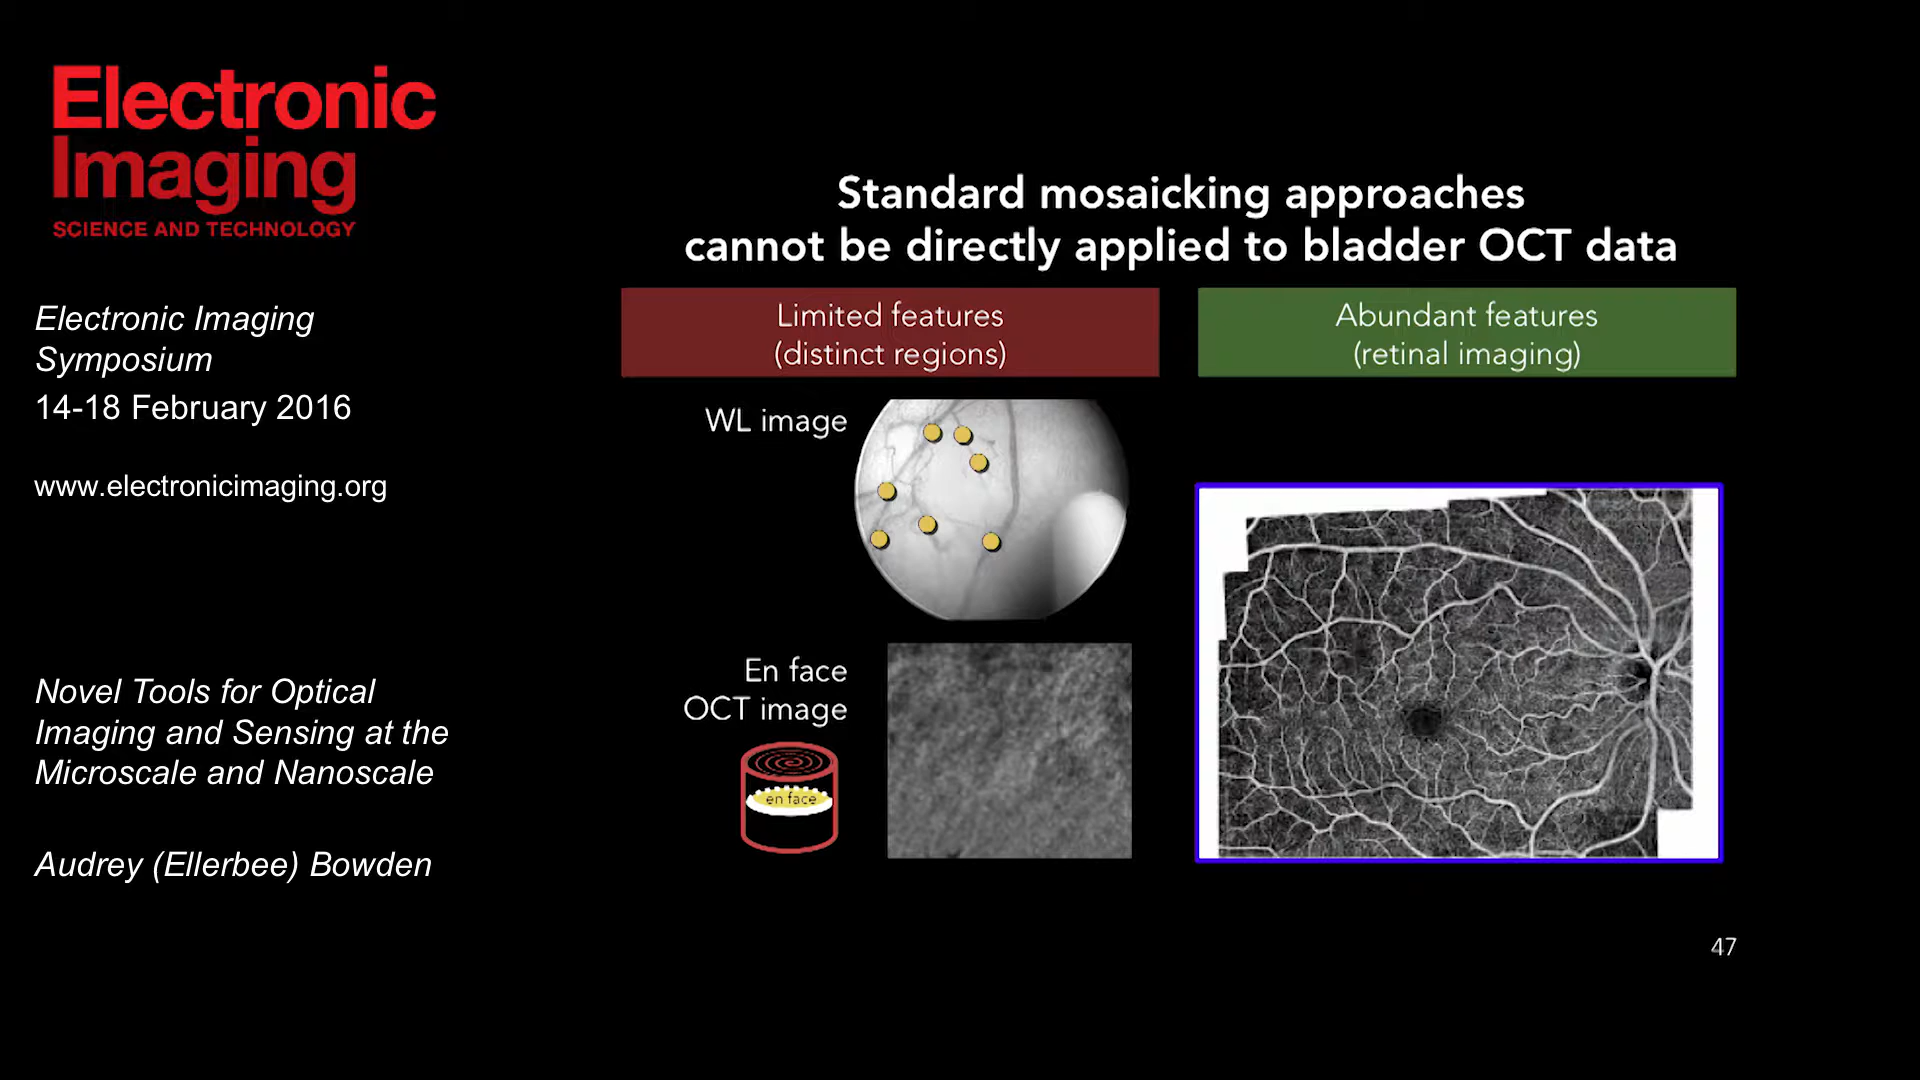 Electronic
Imaging
SCIENCE AND TECHNOLOGY
Electronic Imaging
Symposium
14-18 February 2016
www.electronicimaging.org
Novel Tools for Optical
Imaging and Sensing at the
Microscale and Nanoscale
Audrey (Ellerbee) Bowden
Standard mosaicking approaches
cannot be directly applied to bladder OCT data
Limited features
(distinct regions)
Abundant features
(retinal imaging)
WL image
En face
OCT image
en face
47